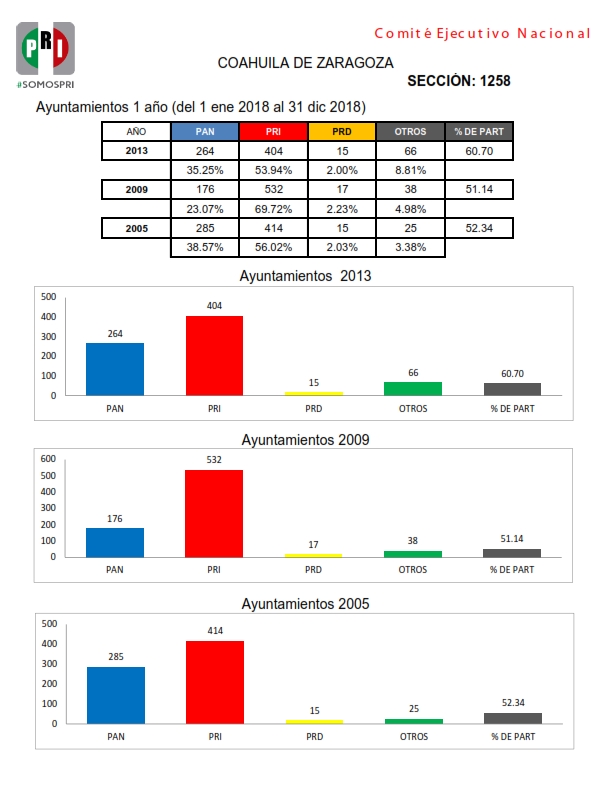 Comité Ejecutivo Nacional
PRI
#SOMOSPRI
COAHUILA DE ZARAGOZA
SECCIÓN: 1258
Ayuntamientos 1 año (del 1 ene 2018 al 31 dic 2018)
AÑO PAN PRI PRD OTROS % DE PART
2013 264 404 15 66 60.70
35.25% 53.94% 2.00% 8.81%
2009 176 532 17 38 51.14
23.07% 69.72% 2.23% 4.98%
2005 285 414 15 25 52.34
38.57% 56.02% 2.03% 3.38%
Ayuntamientos 2013
500
400
300
200
100
0
264 404 15 66 60.70
PAN PRI PRD OTROS % DE PART
Ayuntamientos 2009
600
500
400
300
200
100
0
176 532 17 38 51.14
PAN PRI PRD OTROS % DE PART
Ayuntamientos 2005
500
400
300
200
100
0
285 414 15 25 52.34
PAN PRI PRD OTROS % DE PART